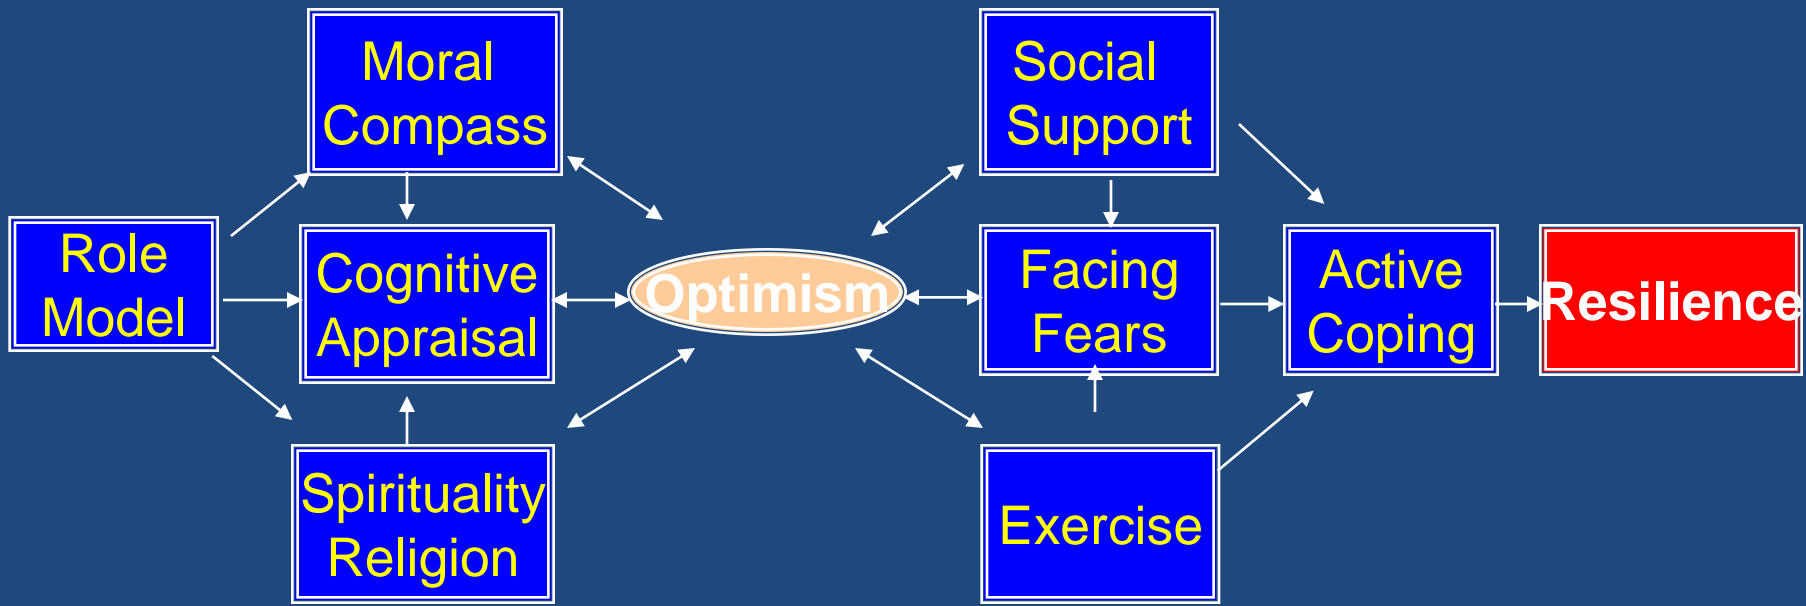 Moral
Compass
Social
Support
Role
Model
Cognitive
Appraisal
Optimism
Facing
Fears
Active
Coping
Resilience
Spirituality
Religion
Exercise